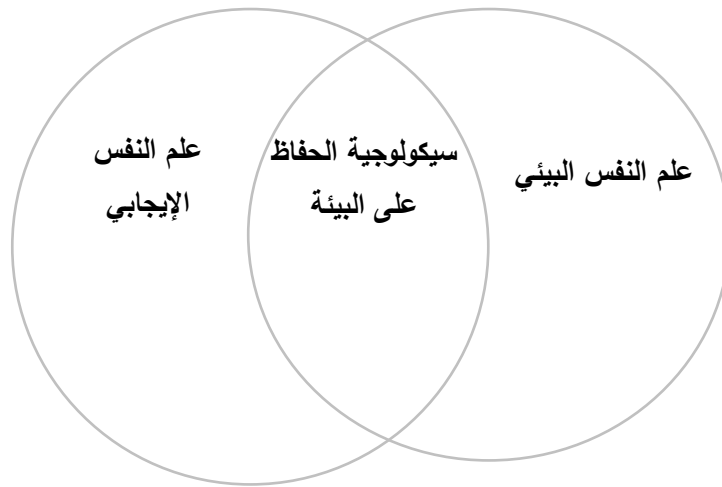 علم النفس البيئي
سيكولوجية الحفاظ
على البيئة
علم النفس
الإيجابي